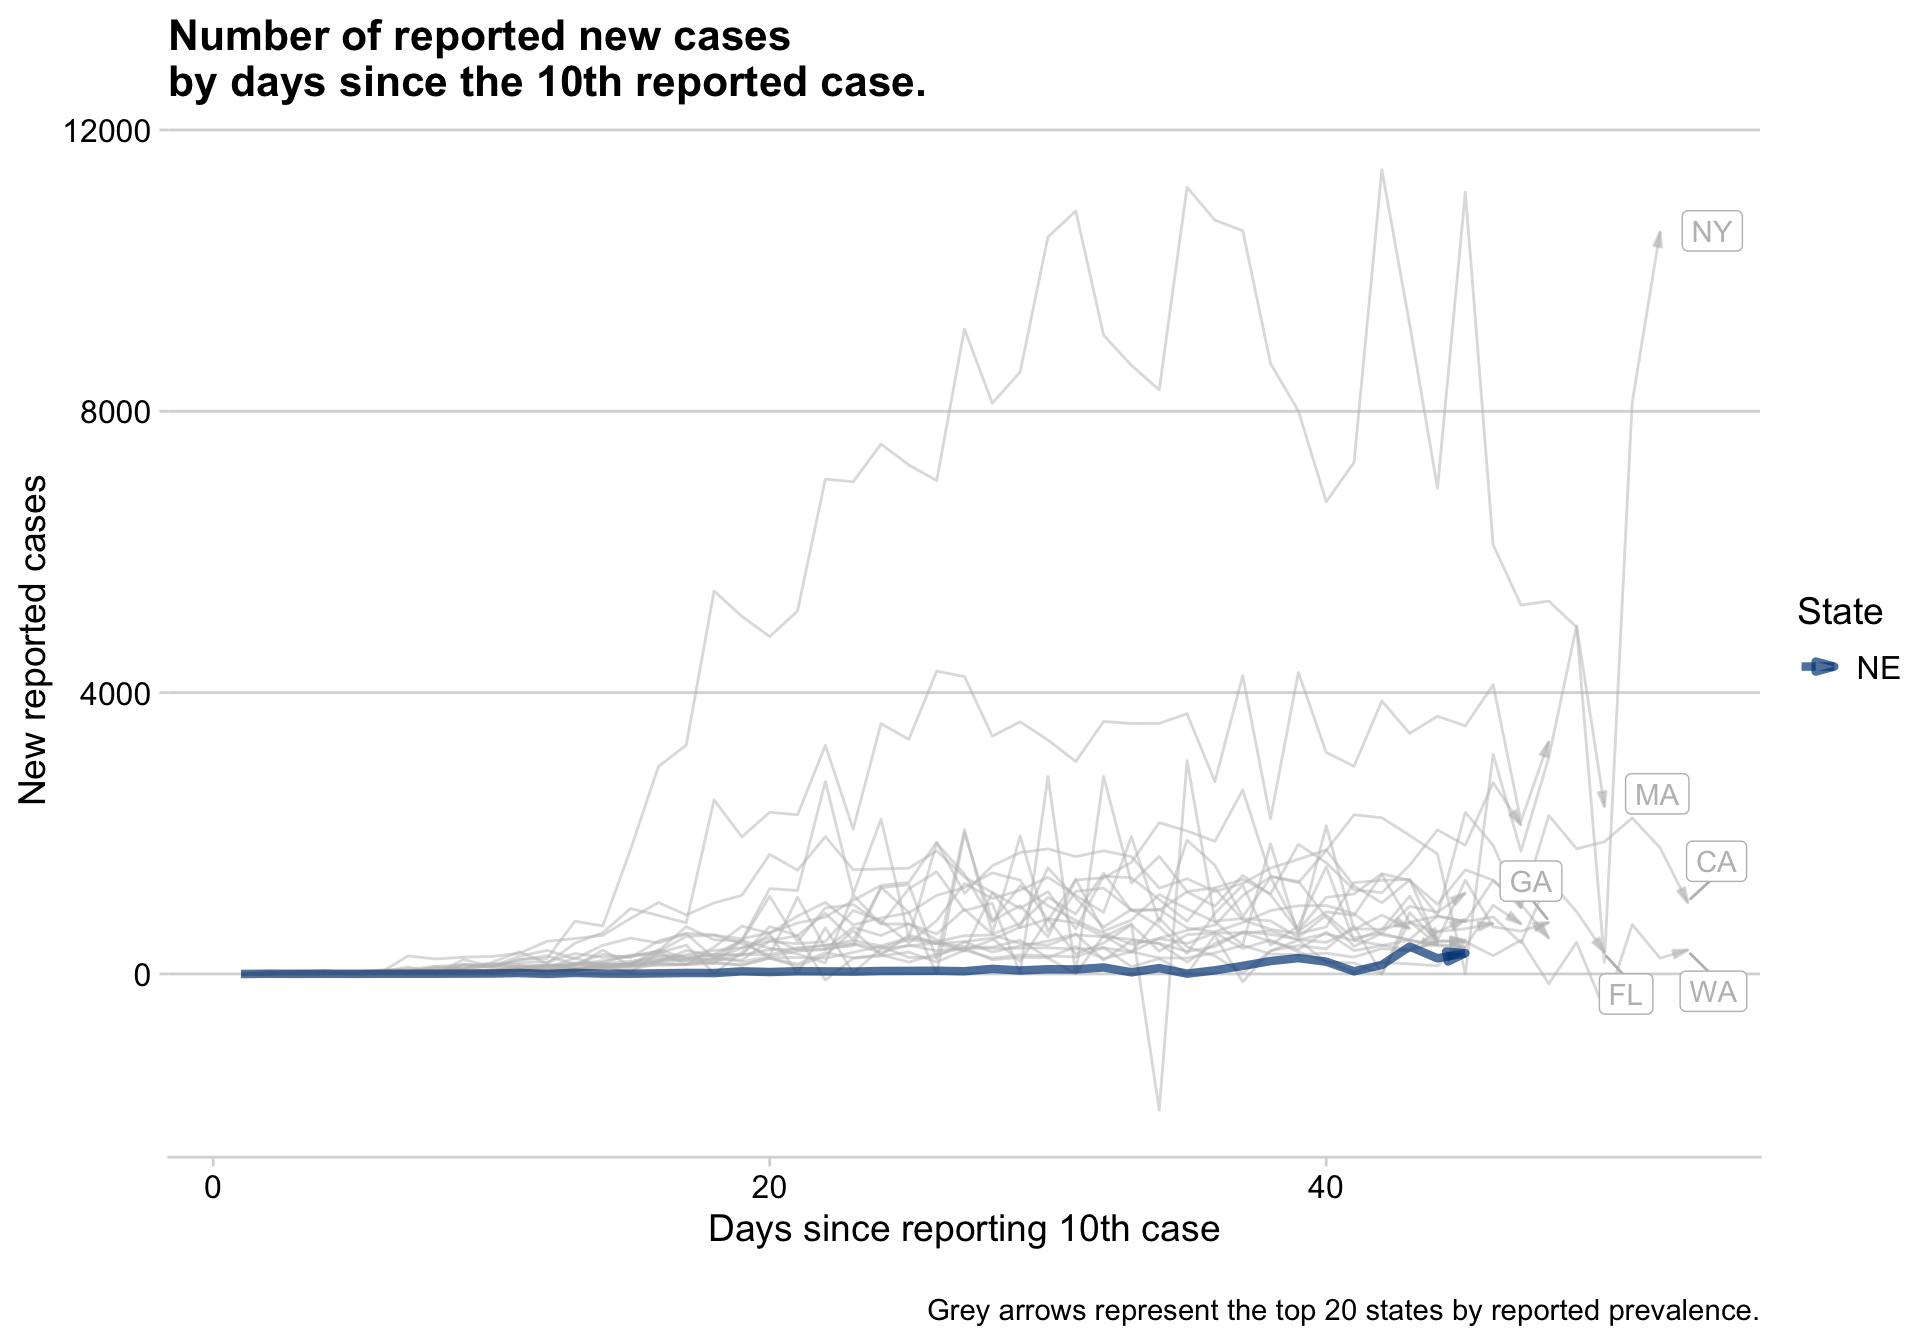 Number of reported new cases
by days since the 10th reported case.
12000
8000
4000
0
New reported cases
NY
MA
CA
GA
FL
WA
State
NE
0
20
40
Days since reporting 10th case
Grey arrows represent the top 20 states by reported prevalence.